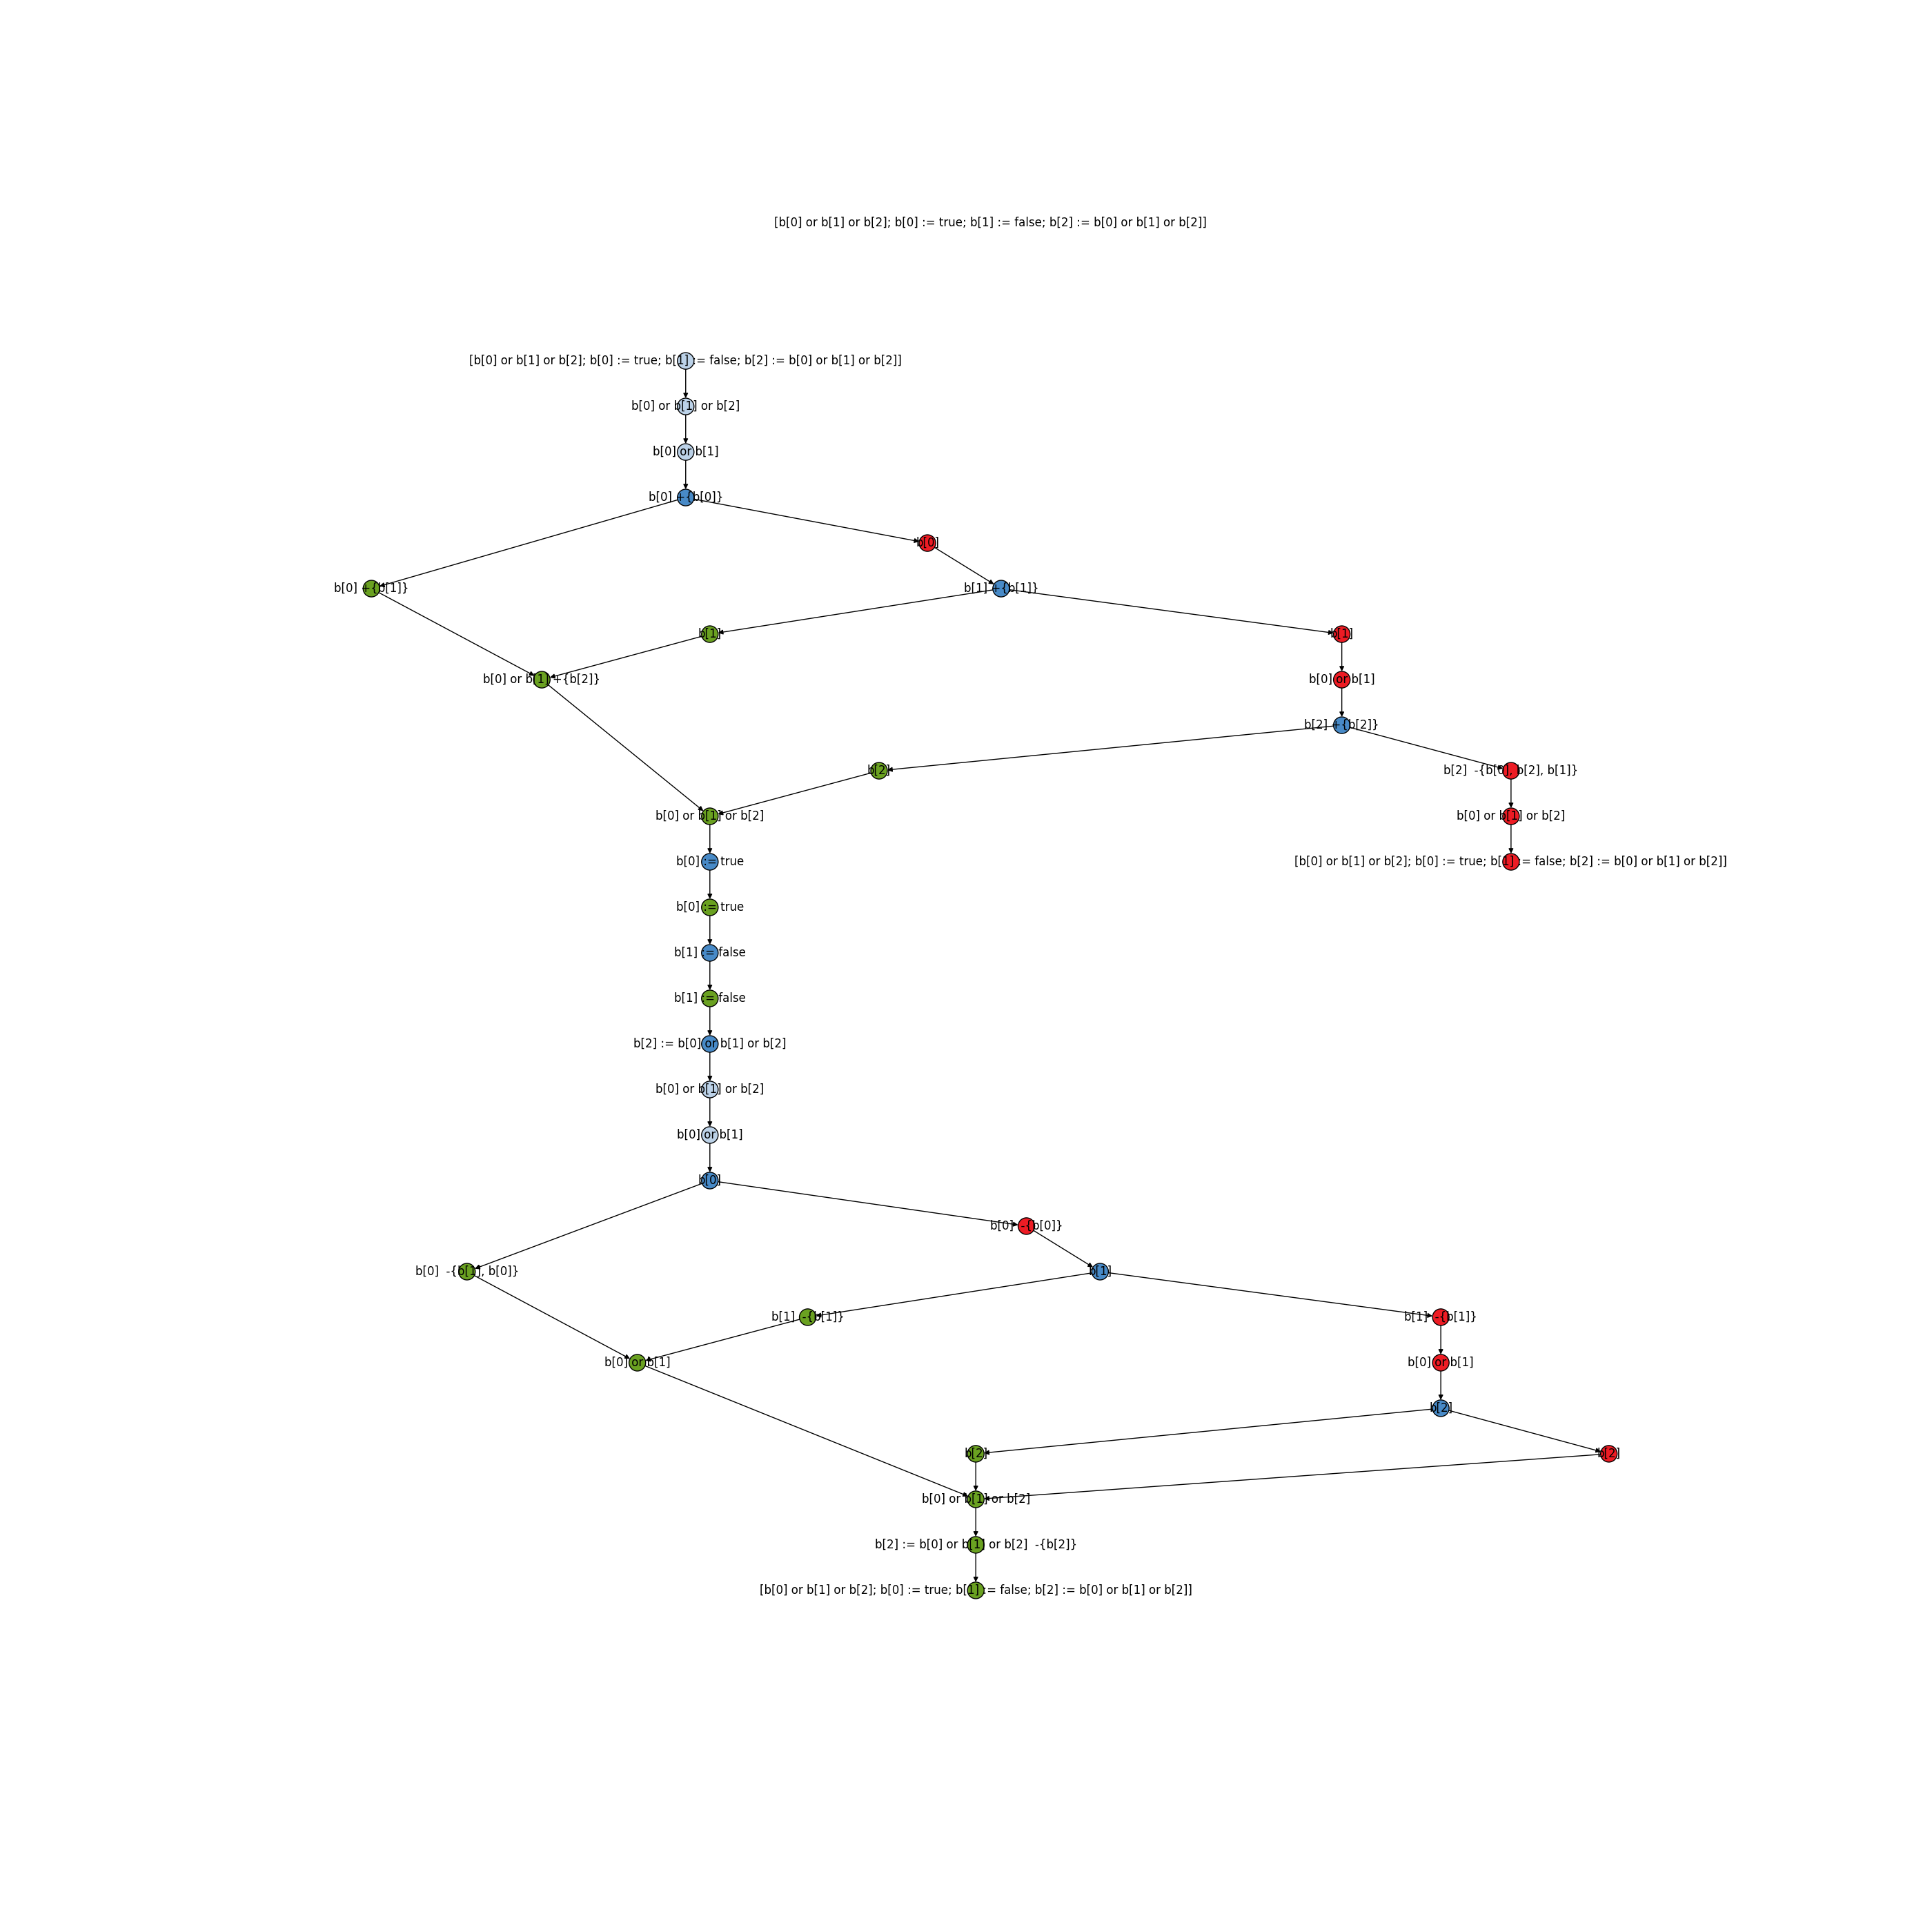 [b[0] or b[1] or b[2]; b[0] := true; b[1] := false; b[2] := b[0] or b[1] or b[2]]
[b[0] or b[1] or b[2]; b[0] := true; b[1] := false; b[2] := b[0] or b[1] or b[2]]
b[0] or b[1] or b[2]
b[0] or b[1]
b[0] +{b[0]}
b[0]
b[0] +{b[1]}
b[1] +{b[1]}
b[1]
b[1]
b[0] or b[1] +{b[2]}
b[0] or b[1]
b[2] +{b[2]}
b[2]
b[2] -{b[0], b[2], b[1]}
b[0] or b[1] or b[2]
b[0] or b[1] or b[2]
b[0] := true
[b[0] or b[1] or b[2]; b[0] := true; b[1] := false; b[2] := b[0] or b[1] or b[2]]
b[0] := true
b[1] := false
b[1] := false
b[2] := b[0] or b[1] or b[2]
b[0] or b[1] or b[2]
b[0] or b[1]
b[0]
b[0] -{b[0]}
b[0] -{b[1], b[0]}
b[1]
b[1] -{b[1]}
b[1] -{b[1]}
b[0] or b[1]
b[0] or b[1]
b[2]
b[2]
b[2]
b[0] or b[1] or b[2]
b[2] := b[0] or b[1] or b[2] -{b[2]}
[b[0] or b[1] or b[2]; b[0] := true; b[1] := false; b[2] := b[0] or b[1] or b[2]]